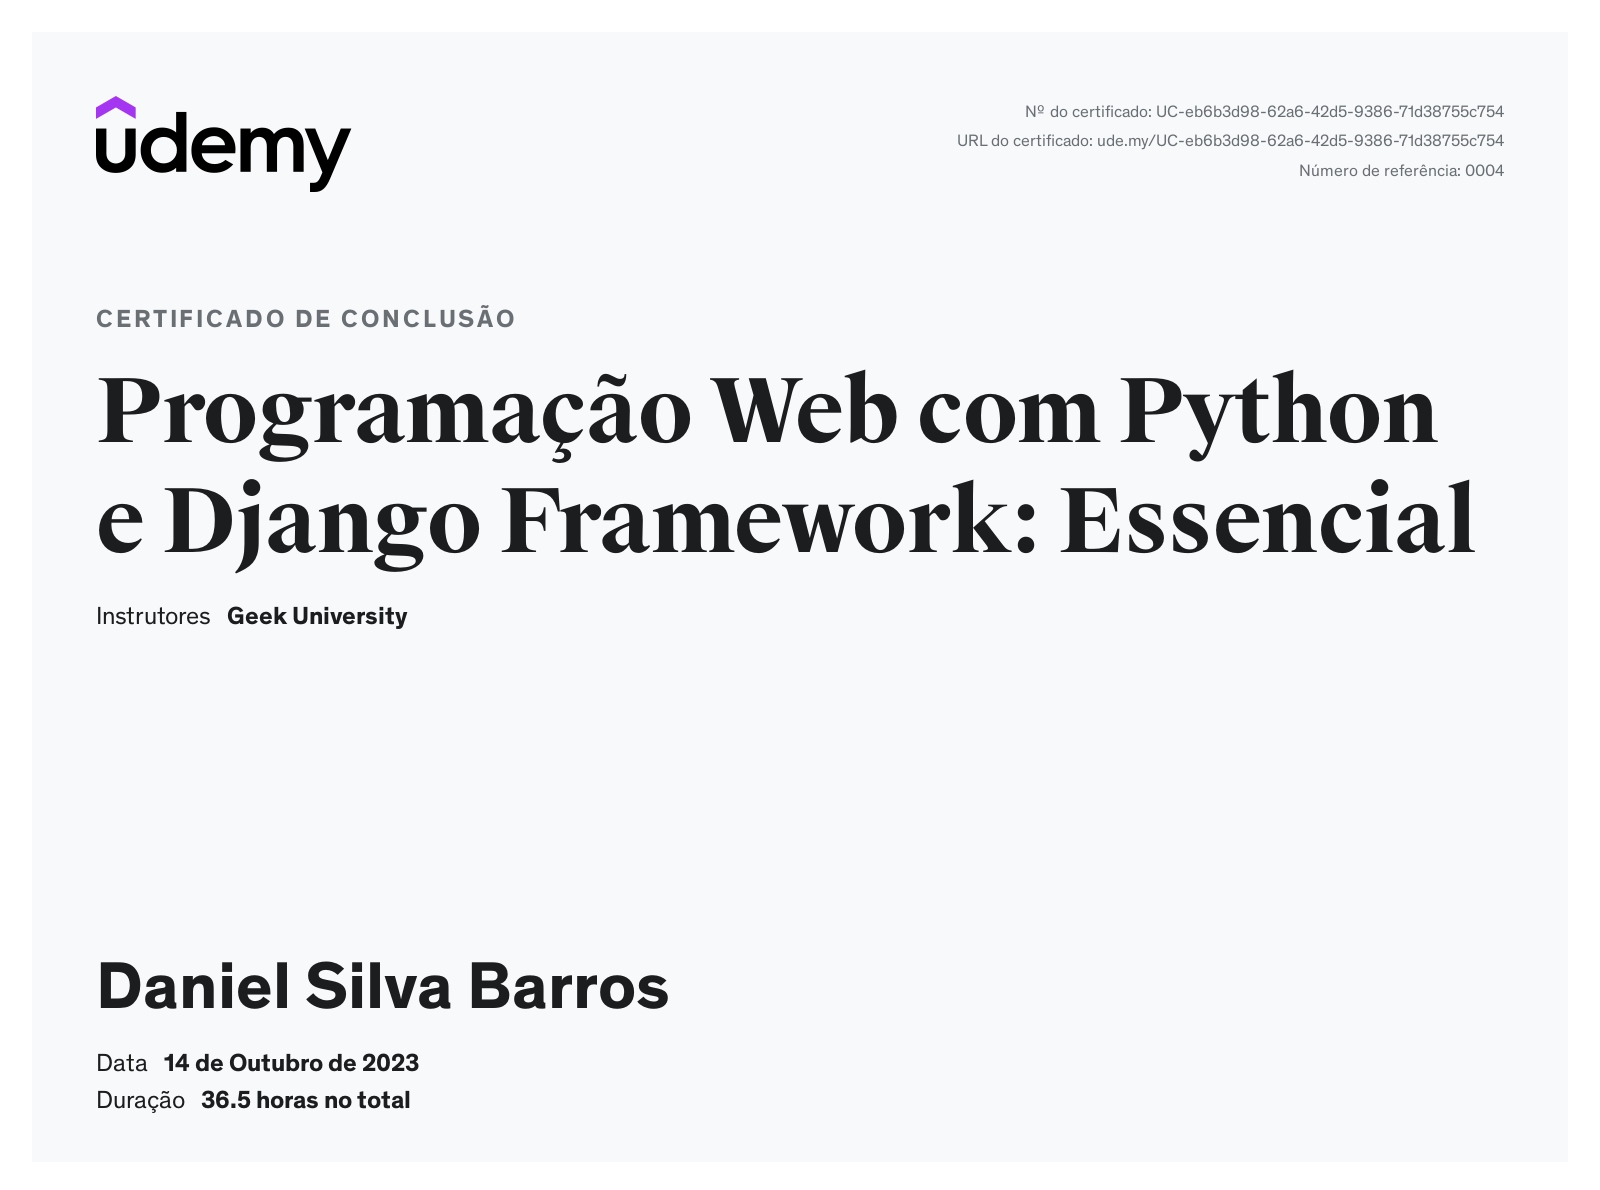 udemy
Nº do certificado: UC-eb6b3d98-62a6-42d5-9386-71d38755c754
URL do certificado: ude.my/UC-eb6b3d98-62a6-42d5-9386-71d38755c754
Número de referência: 0004
CERTIFICADO DE CONCLUSÃO
Programação Web com Python
e Django Framework: Essencial
Instrutores Geek University
Daniel Silva Barros
Data 14 de Outubro de 2023
Duração 36.5 horas no total